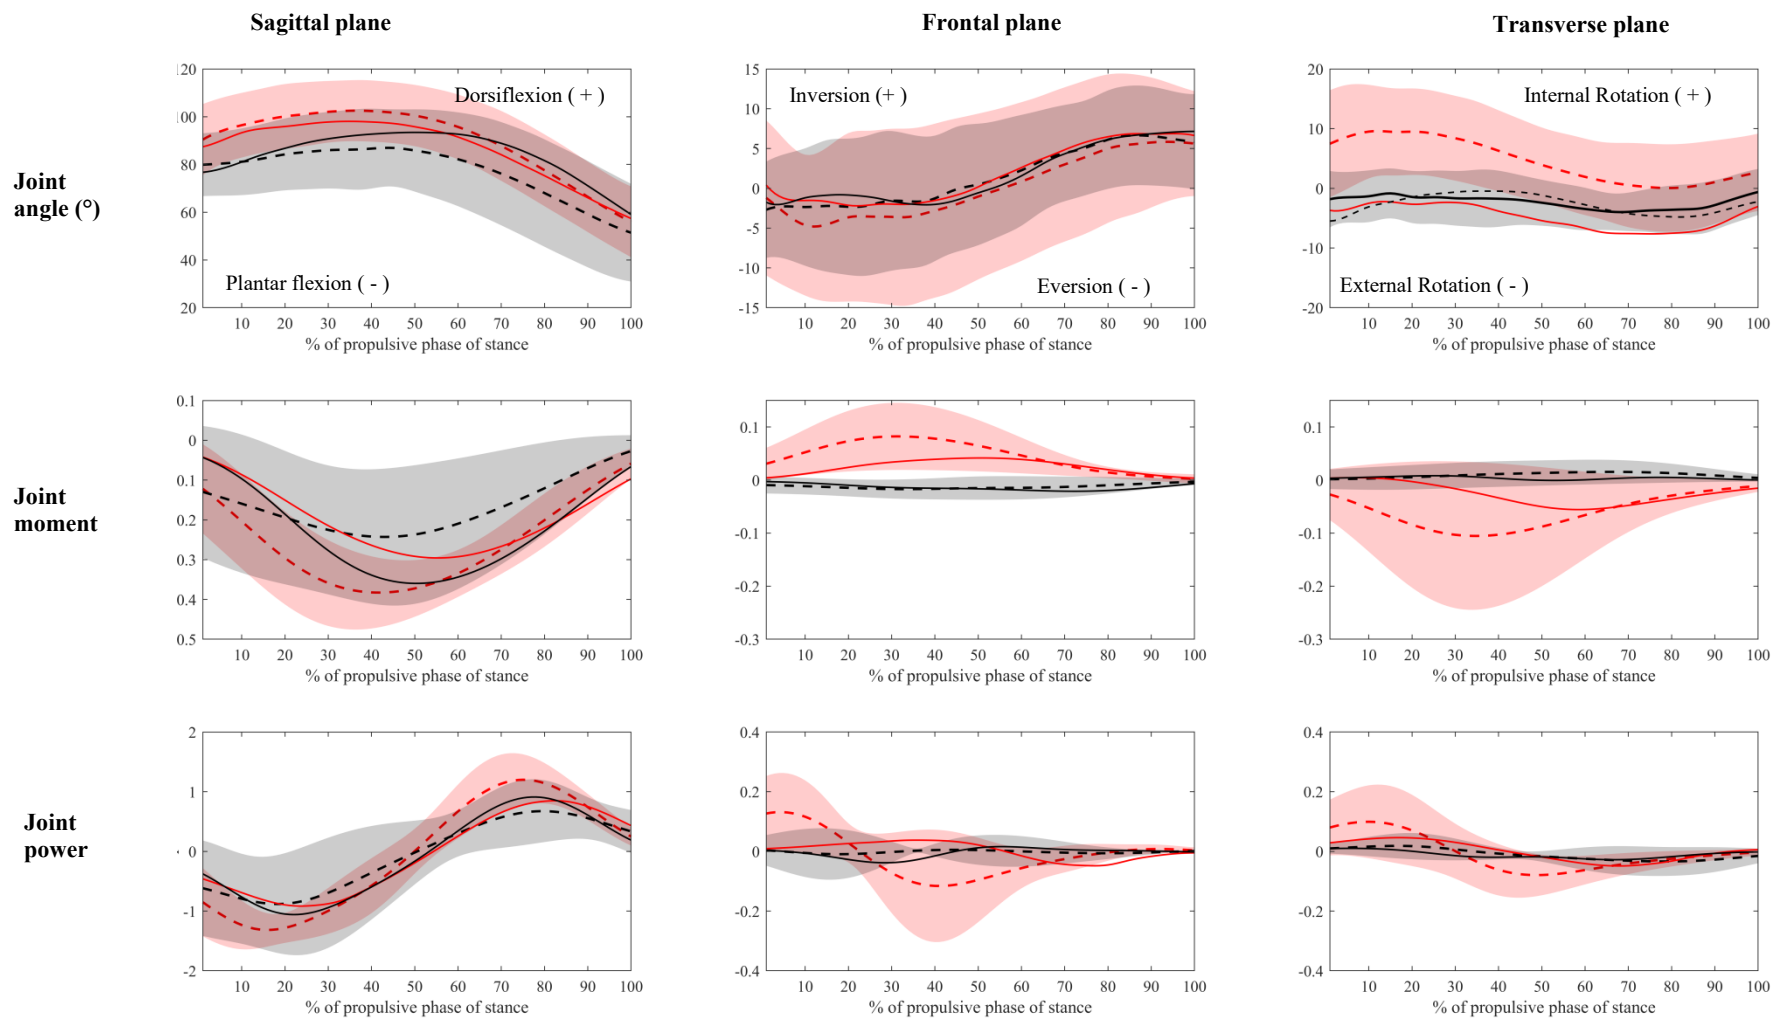 Sagittal plane
Frontal plane
Transverse plane
Joint
angle (°)
120
100
80
60
40
20
Dorsiflexion ( + )
Plantar flexion ( - )
10 20 30 40 50 60 70 80 90 100
% of propulsive phase of stance
15
10
5
0
-5
-10
-15
Inversion (+ )
Eversion ( - )
10 20 30 40 50 60 70 80 90 100
% of propulsive phase of stance
20
10
0
-10
-20
Internal Rotation ( + )
External Rotation ( - )
10 20 30 40 50 60 70 80 90 100
% of propulsive phase of stance
Joint
moment
0.1
0
0.1
0.2
0.3
0.4
0.5
10 20 30 40 50 60 70 80 90 100
% of propulsive phase of stance
0.1
0
-0.1
-0.2
-0.3
10 20 30 40 50 60 70 80 90 100
% of propulsive phase of stance
0.1
0
-0.1
-0.2
-0.3
10 20 30 40 50 60 70 80 90 100
% of propulsive phase of stance
Joint
power
2
1
0
-1
-2
10 20 30 40 50 60 70 80 90 100
% of propulsive phase of stance
0.4
0.2
0
-0.2
-0.4
10 20 30 40 50 60 70 80 90 100
% of propulsive phase of stance
0.4
0.2
0
-0.2
-0.4
10 20 30 40 50 60 70 80 90 100
% of propulsive phase of stance